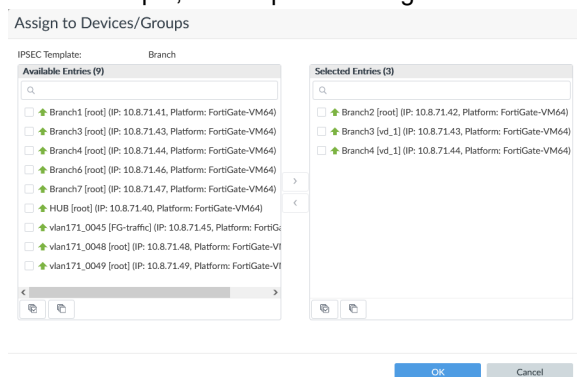 Assign to Devices/Groups
IPSEC Template: Branch
Available Entries (9)
Branch1 [root] (IP: 10.8.71.41, Platform: FortiGate-VM64)
Branch3 [root] (IP: 10.8.71.43, Platform: FortiGate-VM64)
Branch4 [root] (IP: 10.8.71.44, Platform: FortiGate-VM64)
Branch6 [root] (IP: 10.8.71.46, Platform: FortiGate-VM64)
Branch7 [root] (IP: 10.8.71.47, Platform: FortiGate-VM64)
HUB [root] (IP: 10.8.71.40, Platform: FortiGate-VM64)
vlan171_0045 [FG-traffic] (IP: 10.8.71.45, Platform: FortiGa
vlan171_0048 [root] (IP: 10.8.71.48, Platform: FortiGate-VM
vlan171_0049 [root] (IP: 10.8.71.49, Platform: FortiGate-VM
Selected Entries (3)
Branch2 [root] (IP: 10.8.71.42, Platform: FortiGate-VM64)
Branch3 [vd_1] (IP: 10.8.71.43, Platform: FortiGate-VM64)
Branch4 [vd_1] (IP: 10.8.71.44, Platform: FortiGate-VM64)
OK Cancel